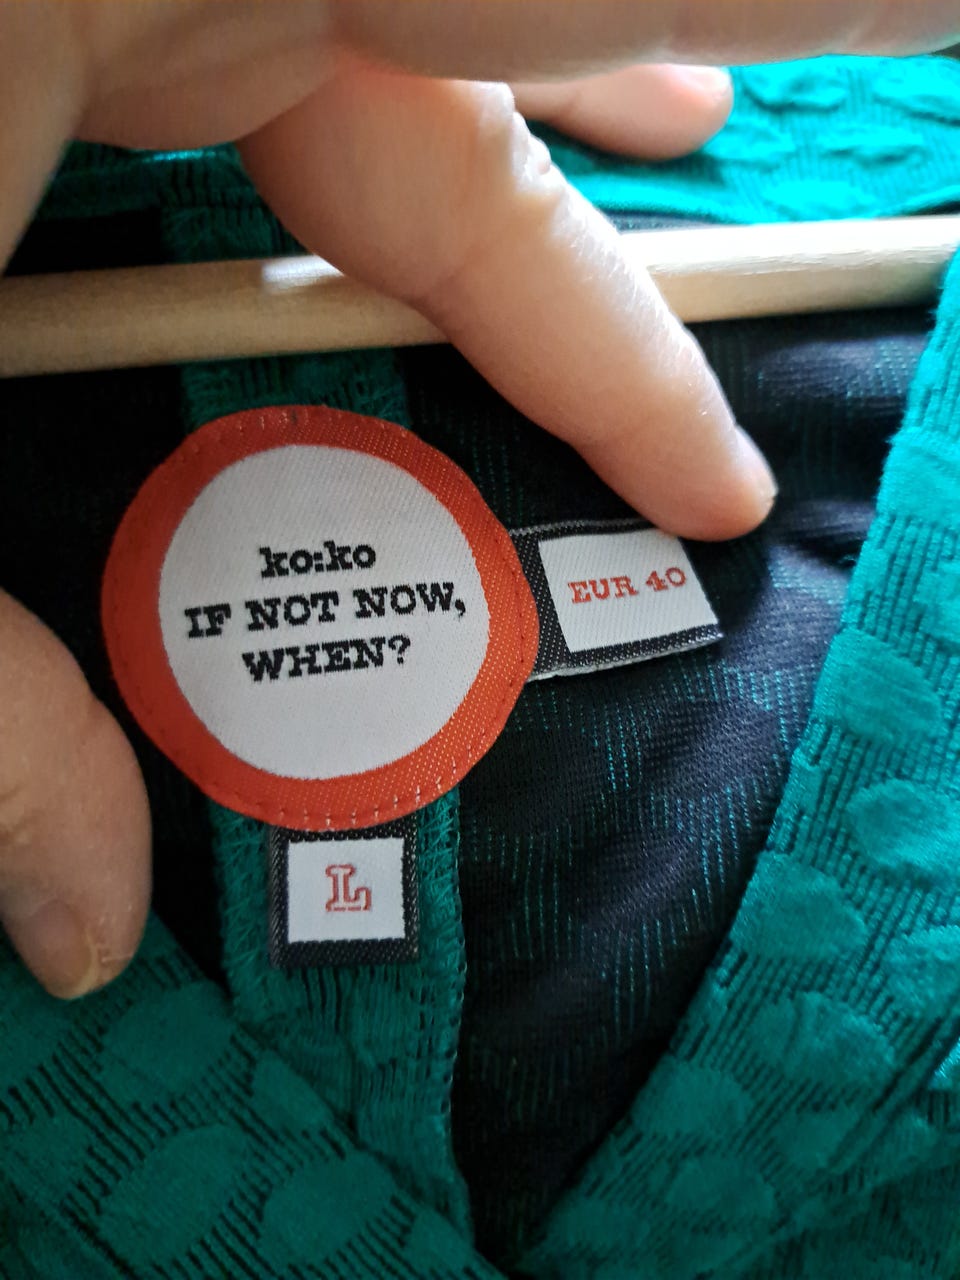 ko:ko
IF NOT NOW,
WHEN?
EUR 40
L